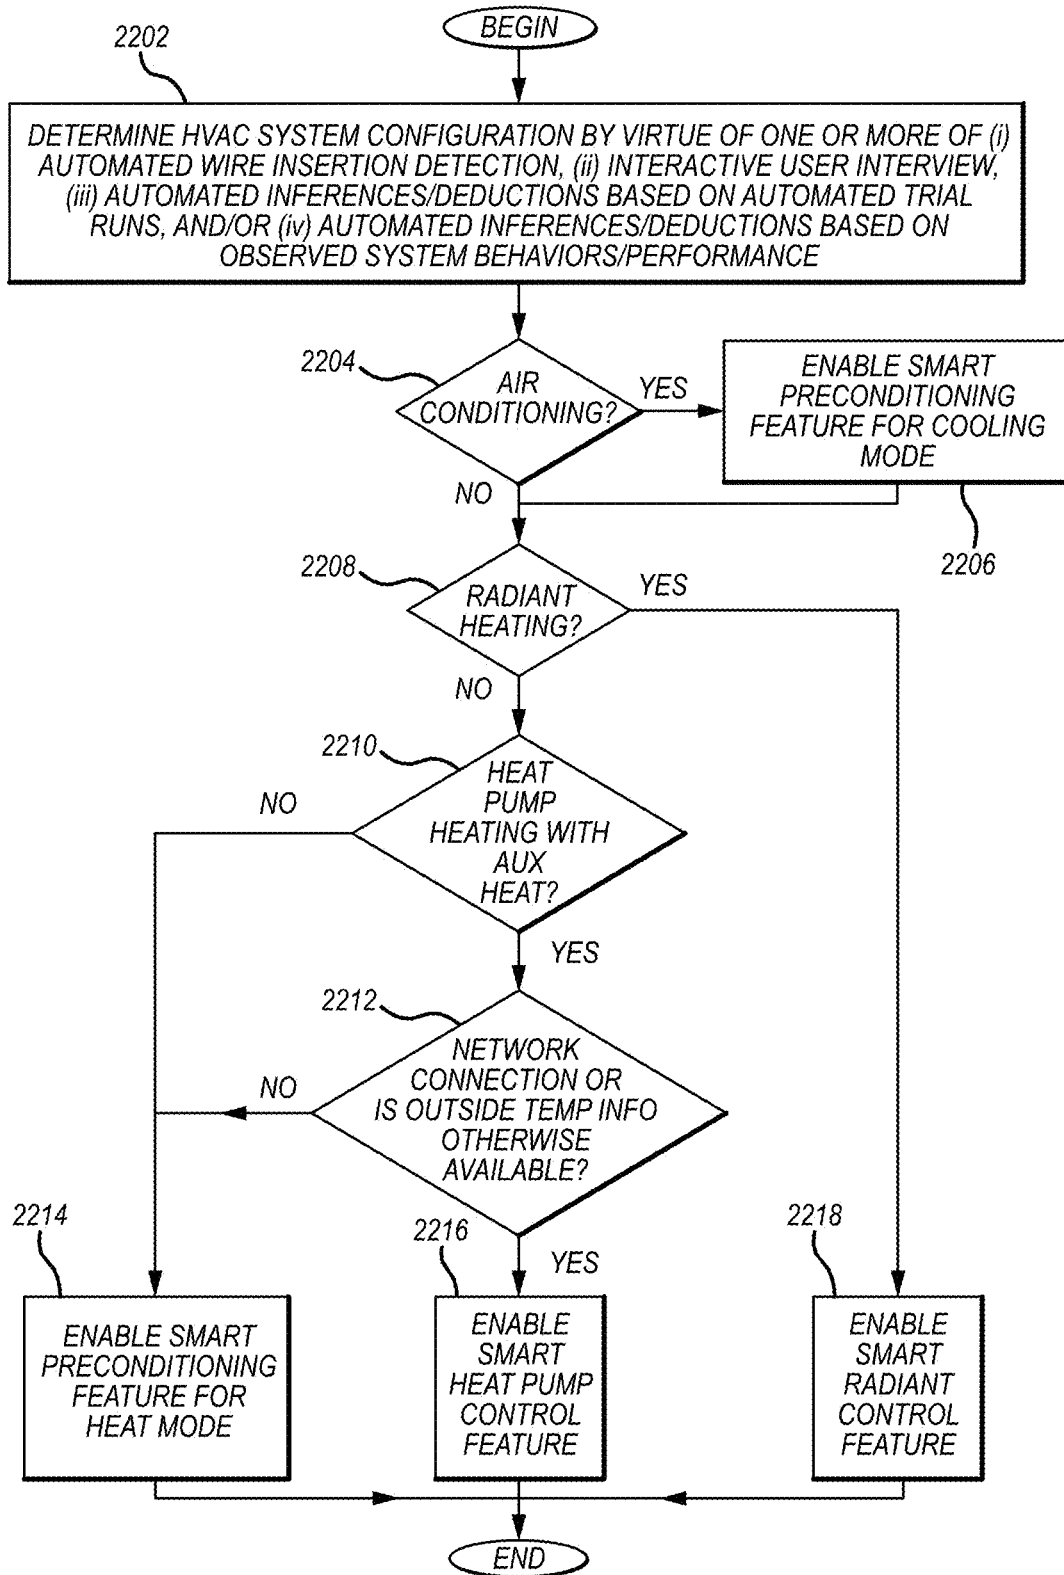 BEGIN
2202
DETERMINE HVAC SYSTEM CONFIGURATION BY VIRTUE OF ONE OR MORE OF (i)
AUTOMATED WIRE INSERTION DETECTION, (ii) INTERACTIVE USER INTERVIEW,
(iii) AUTOMATED INFERENCES/DEDUCTIONS BASED ON AUTOMATED TRIAL
RUNS, AND/OR (iv) AUTOMATED INFERENCES/DEDUCTIONS BASED ON
OBSERVED SYSTEM BEHAVIORS/PERFORMANCE
2204
AIR
CONDITIONING?
YES
ENABLE SMART
PRECONDITIONING
FEATURE FOR COOLING
MODE
2206
NO
2208
RADIANT
HEATING?
YES
NO
2210
HEAT
PUMP
HEATING WITH
AUX
HEAT?
NO
YES
2212
NETWORK
CONNECTION OR
IS OUTSIDE TEMP INFO
OTHERWISE
AVAILABLE?
NO
YES
2214
ENABLE SMART
PRECONDITIONING
FEATURE FOR
HEAT MODE
2216
ENABLE
SMART
HEAT PUMP
CONTROL
FEATURE
2218
ENABLE
SMART
RADIANT
CONTROL
FEATURE
END